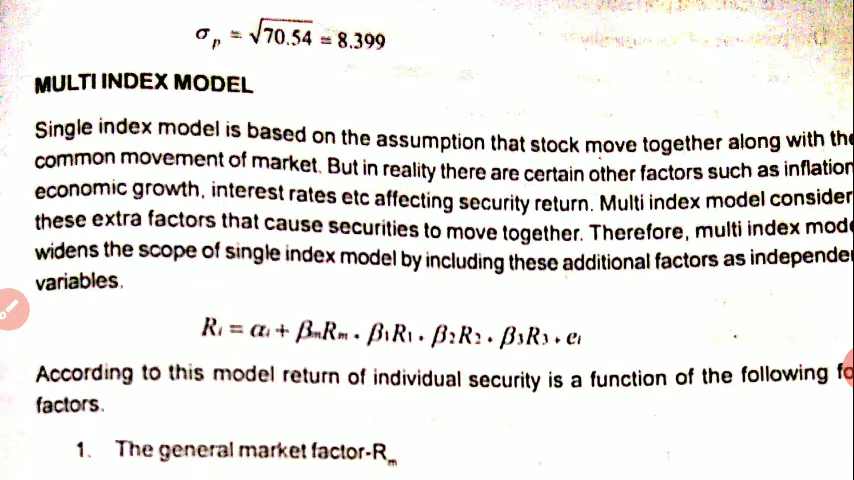 σp = √70.54 = 8.399
MULTI INDEX MODEL
Single index model is based on the assumption that stock move together along with the
common movement of market. But in reality there are certain other factors such as inflation
economic growth, interest rates etc affecting security return. Multi index model consider
these extra factors that cause securities to move together. Therefore, multi index mode
widens the scope of single index model by including these additional factors as independe
variables.
Ri = αi + βmRm + β1R1 + β2R2 + β3R3 + ei
According to this model return of individual security is a function of the following fo
factors.
1. The general market factor-Rm